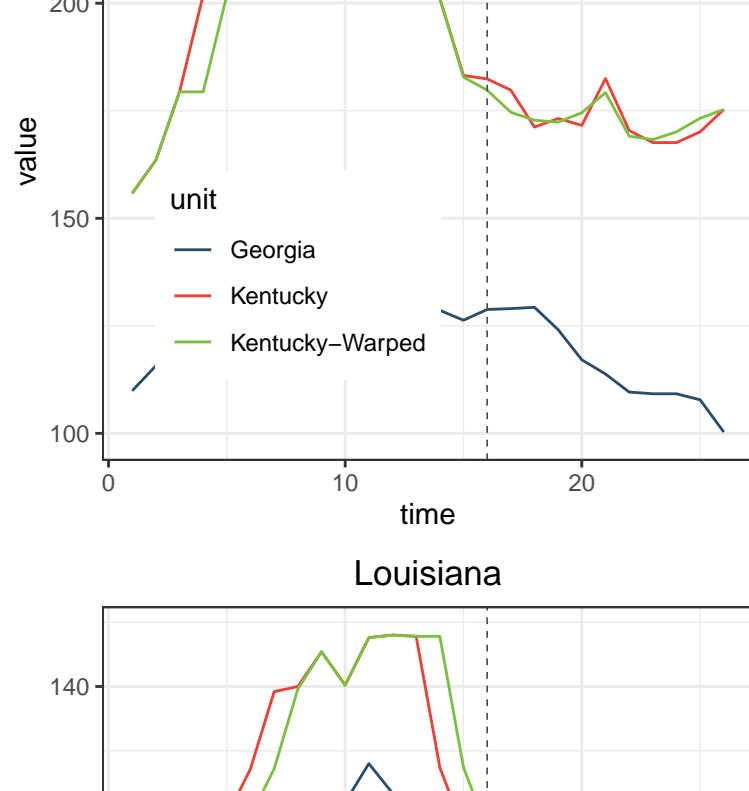 200
value
unit
150
Georgia
Kentucky
Kentucky−Warped
100
0 10 20
time
Louisiana
140